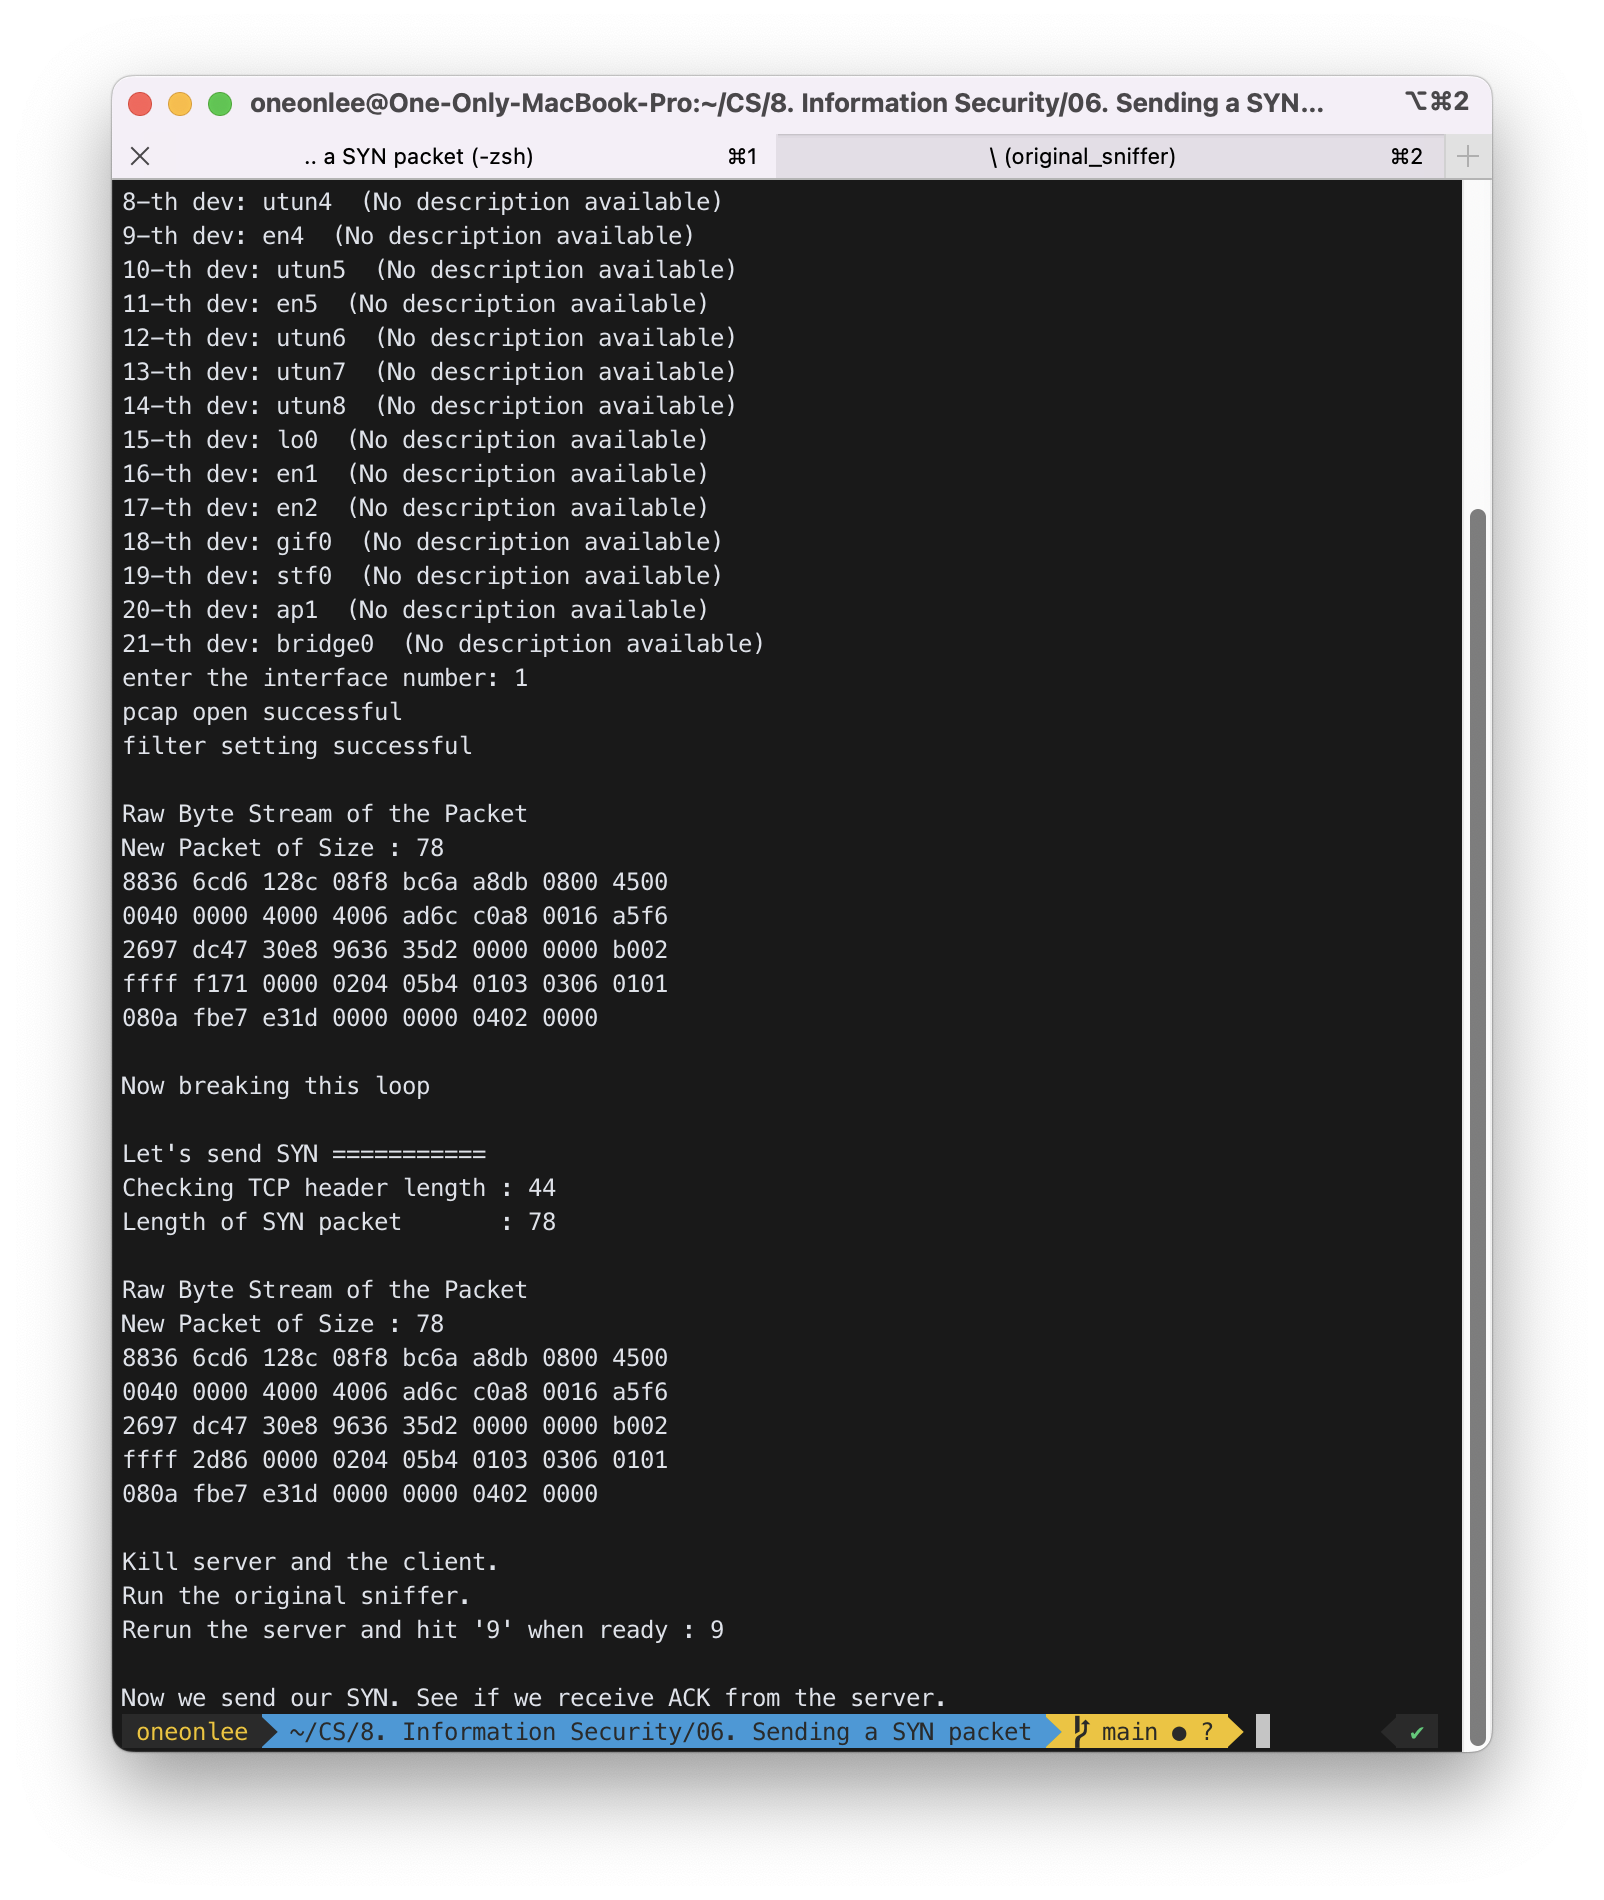 oneonlee@One-Only-MacBook-Pro:~/CS/8. Information Security/06. Sending a SYN... ⌥⌘2
.. a SYN packet (-zsh) ⌘1 \ (original_sniffer) ⌘2
8-th dev: utun4  (No description available)
9-th dev: en4  (No description available)
10-th dev: utun5  (No description available)
11-th dev: en5  (No description available)
12-th dev: utun6  (No description available)
13-th dev: utun7  (No description available)
14-th dev: utun8  (No description available)
15-th dev: lo0  (No description available)
16-th dev: en1  (No description available)
17-th dev: en2  (No description available)
18-th dev: gif0  (No description available)
19-th dev: stf0  (No description available)
20-th dev: ap1  (No description available)
21-th dev: bridge0  (No description available)
enter the interface number: 1
pcap open successful
filter setting successful
Raw Byte Stream of the Packet
New Packet of Size : 78
8836 6cd6 128c 08f8 bc6a a8db 0800 4500
0040 0000 4000 4006 ad6c c0a8 0016 a5f6
2697 dc47 30e8 9636 35d2 0000 0000 b002
ffff f171 0000 0204 05b4 0103 0306 0101
080a fbe7 e31d 0000 0000 0402 0000
Now breaking this loop
Let's send SYN ===========
Checking TCP header length : 44
Length of SYN packet       : 78
Raw Byte Stream of the Packet
New Packet of Size : 78
8836 6cd6 128c 08f8 bc6a a8db 0800 4500
0040 0000 4000 4006 ad6c c0a8 0016 a5f6
2697 dc47 30e8 9636 35d2 0000 0000 b002
ffff 2d86 0000 0204 05b4 0103 0306 0101
080a fbe7 e31d 0000 0000 0402 0000
Kill server and the client.
Run the original sniffer.
Rerun the server and hit '9' when ready : 9
Now we send our SYN. See if we receive ACK from the server.
oneonlee ~/CS/8. Information Security/06. Sending a SYN packet main ● ? ✔